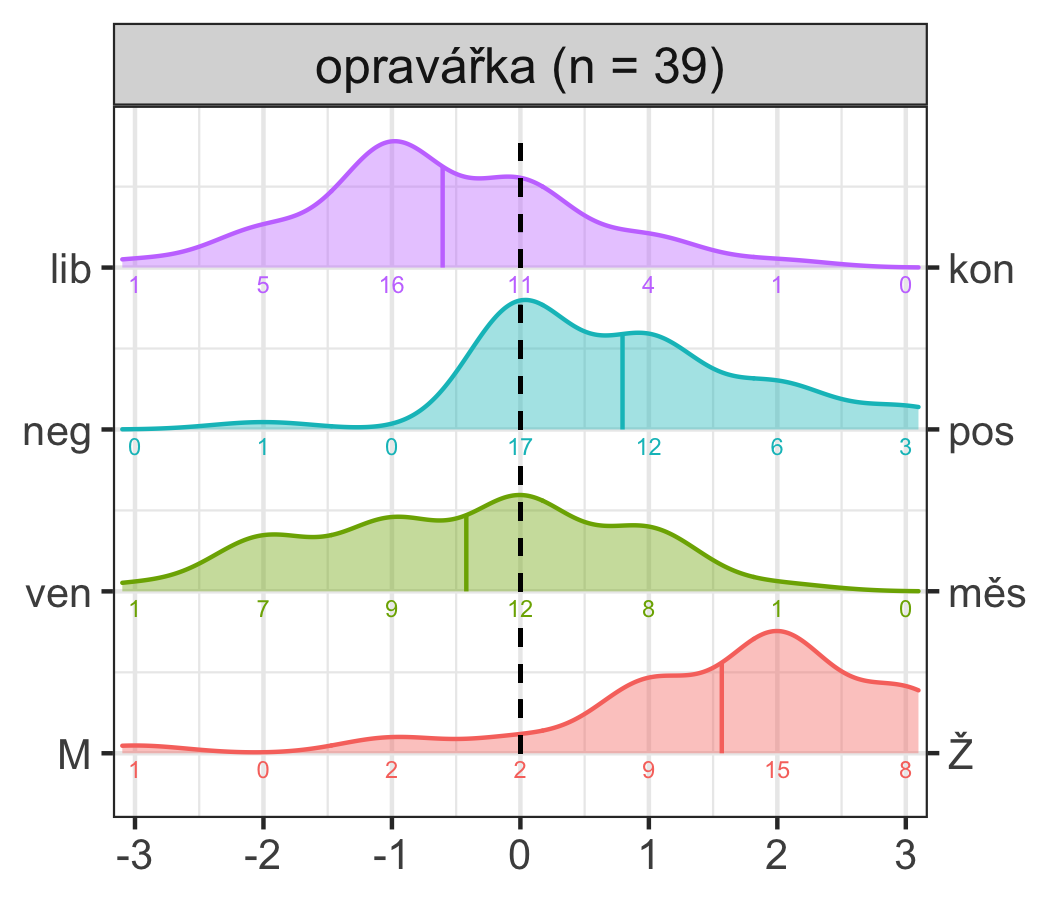 opravářka (n = 39)
lib kon
1 5 16 11 4 1 0
neg pos
0 1 0 17 12 6 3
ven měs
1 7 9 12 8 1 0
M Ž
1 0 2 2 9 15 8
-3 -2 -1 0 1 2 3